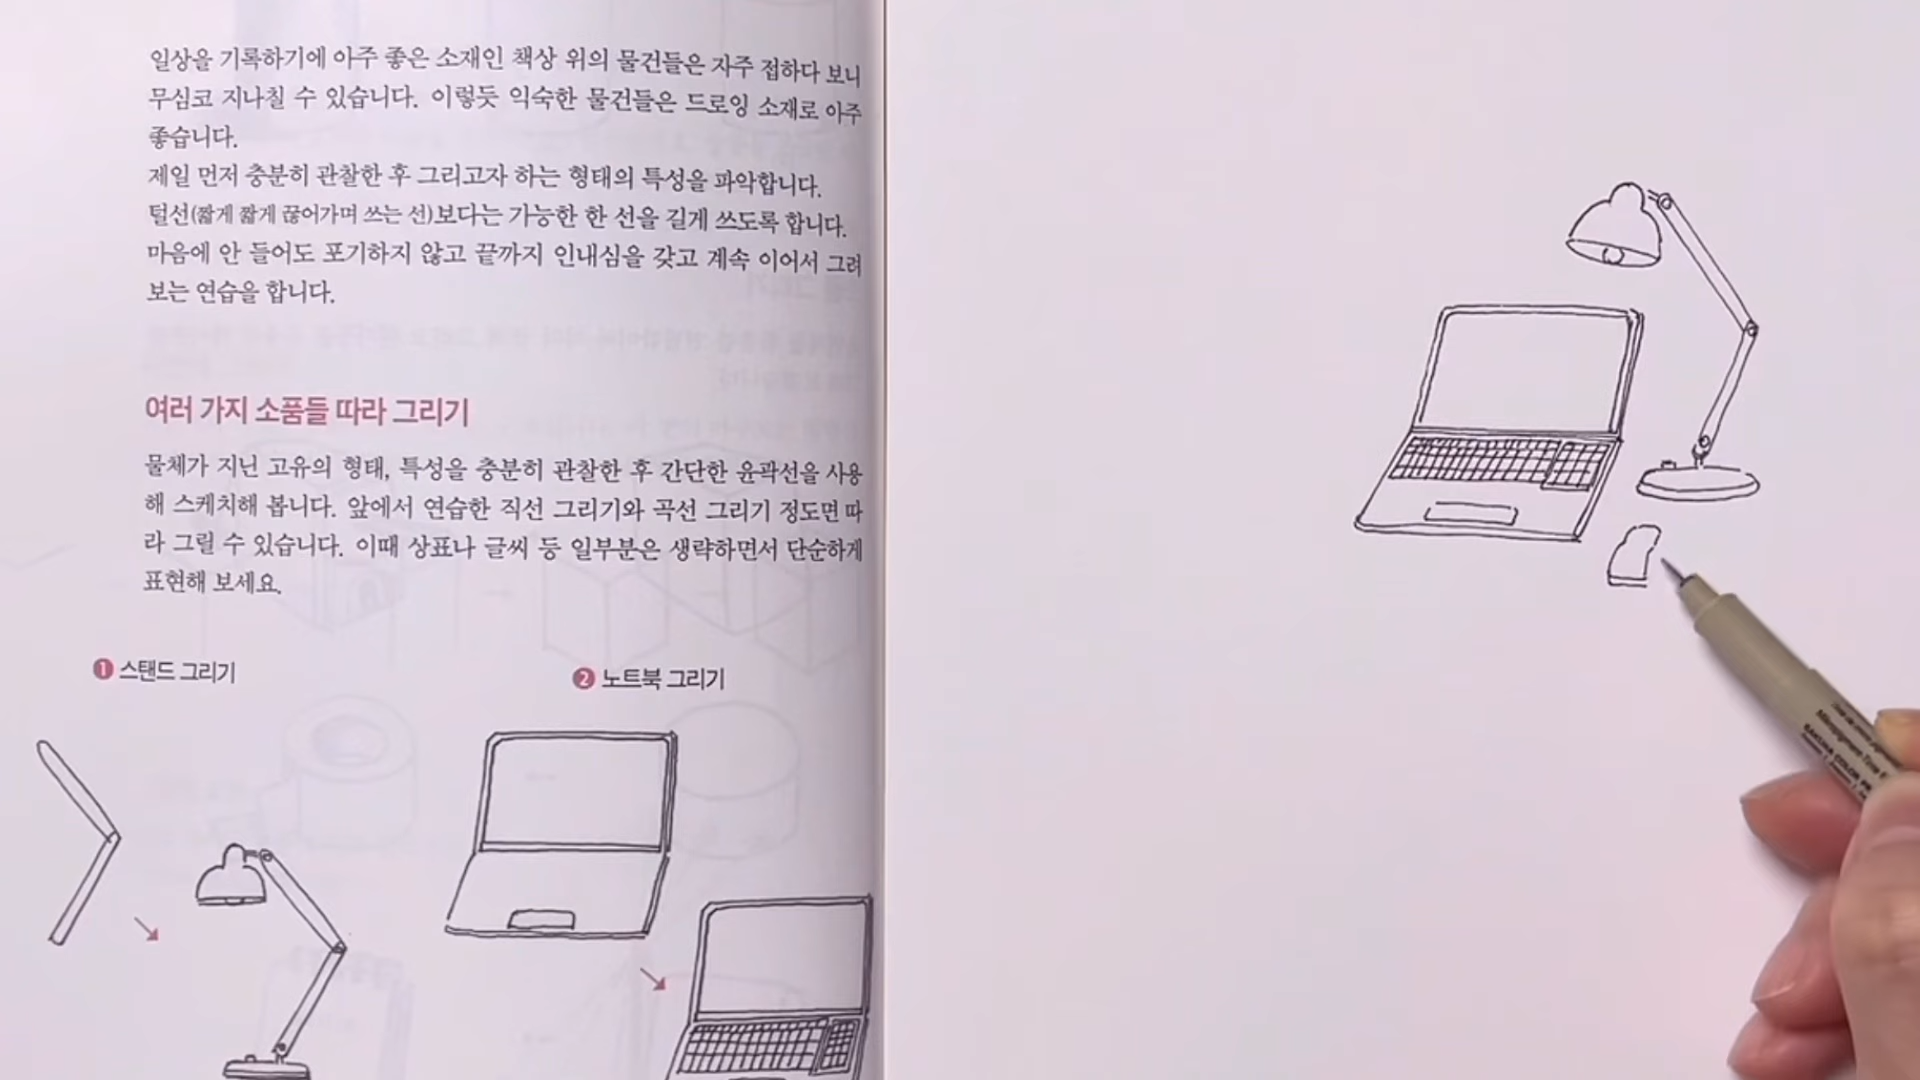 일상을 기록하기에 아주 좋은 소재인 책상 위의 물건들은 자주 접하다 보니
무심코 지나칠 수 있습니다. 이렇듯 익숙한 물건들은 드로잉 소재로 아주
좋습니다.
제일 먼저 충분히 관찰한 후 그리고자 하는 형태의 특성을 파악합니다.
털선(짧게 짧게 끊어가며 쓰는 선)보다는 가능한 한 선을 길게 쓰도록 합니다.
마음에 안 들어도 포기하지 않고 끝까지 인내심을 갖고 계속 이어서 그려
보는 연습을 합니다.
여러 가지 소품들 따라 그리기
물체가 지닌 고유의 형태, 특성을 충분히 관찰한 후 간단한 윤곽선을 사용
해 스케치해 봅니다. 앞에서 연습한 직선 그리기와 곡선 그리기 정도면 따
라 그릴 수 있습니다. 이때 상표나 글씨 등 일부분은 생략하면서 단순하게
표현해 보세요.
1 스탠드 그리기
2 노트북 그리기
SAKURA COLOR